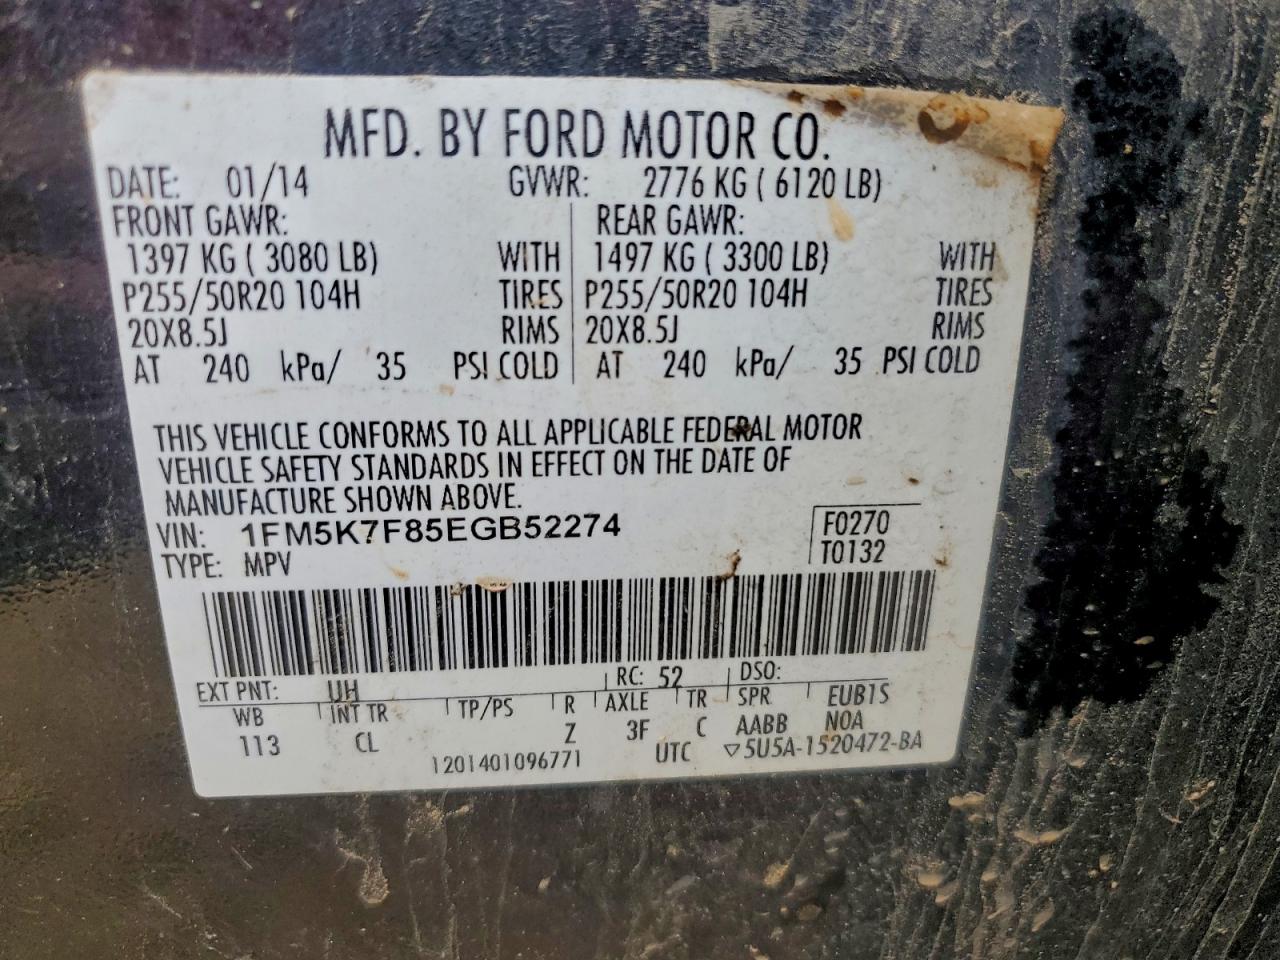 MFD. BY FORD MOTOR CO.
DATE: 01/14 GVWR: 2776 KG ( 6120 LB)
FRONT GAWR: REAR GAWR:
1397 KG ( 3080 LB) WITH 1497 KG ( 3300 LB) WITH
P255/50R20 104H TIRES P255/50R20 104H TIRES
20X8.5J RIMS 20X8.5J RIMS
AT 240 kPa/ 35 PSI COLD AT 240 kPa/ 35 PSI COLD
THIS VEHICLE CONFORMS TO ALL APPLICABLE FEDERAL MOTOR
VEHICLE SAFETY STANDARDS IN EFFECT ON THE DATE OF
MANUFACTURE SHOWN ABOVE.
VIN: 1FM5K7F85EGB52274 F0270
TYPE: MPV T0132
EXT PNT: UH RC: 52 DSO:
WB INT TR TP/PS R AXLE TR SPR EUB1S
113 CL Z 3F C AABB NOA
1201401096771 UTC ▽5U5A-1520472-BA